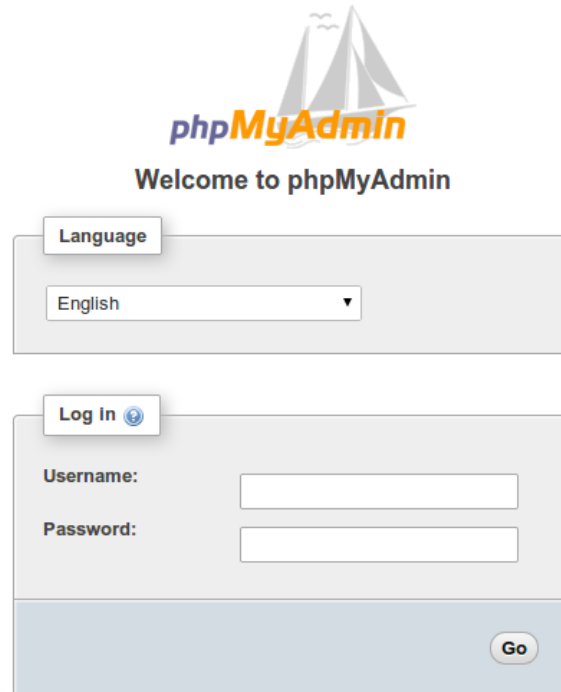 phpMyAdmin
Welcome to phpMyAdmin
Language
English
Log in
Username:
Password:
Go